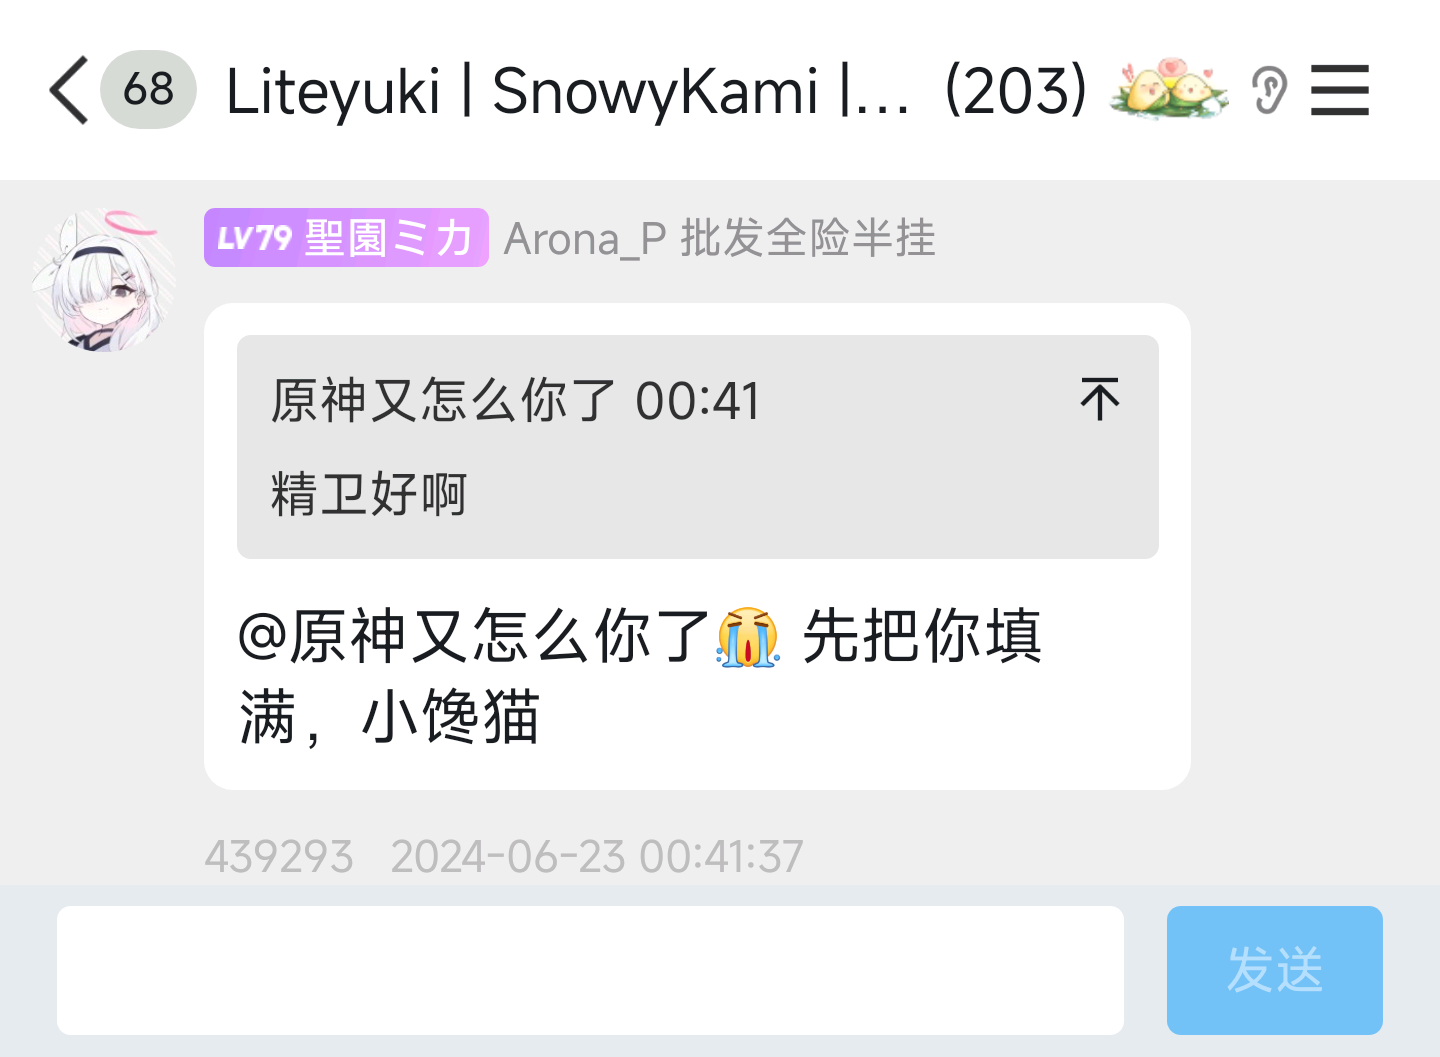 68 Liteyuki | SnowyKami |... (203)
LV79 聖園ミカ Arona_P 批发全险半挂
原神又怎么你了 00:41
精卫好啊
@原神又怎么你了😭 先把你填
满，小馋猫
439293 2024-06-23 00:41:37
发送